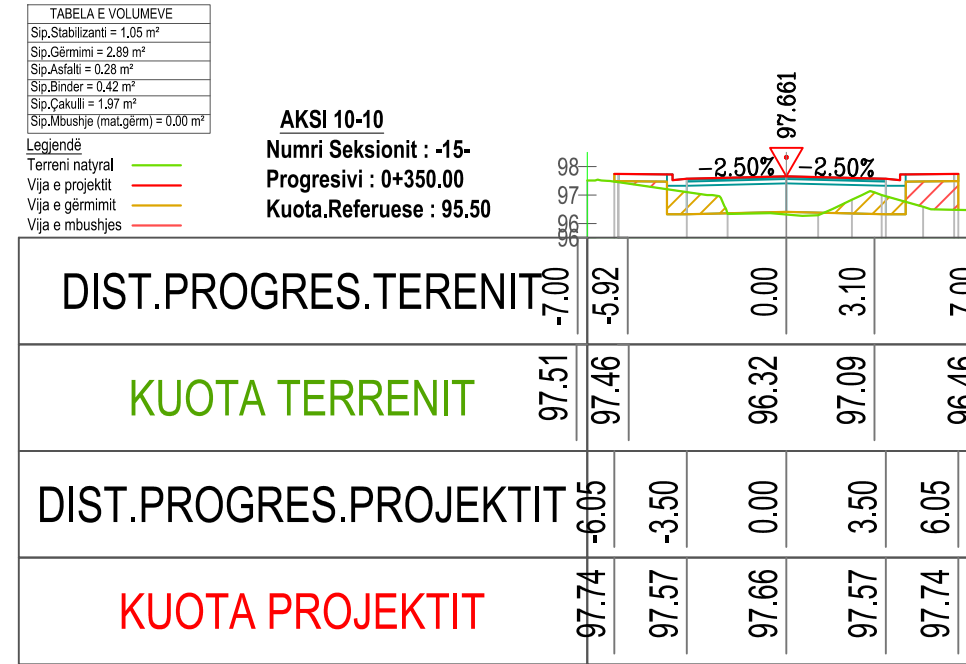 TABELA E VOLUMEVE
Sip.Stabilizanti = 1.05 m²
Sip.Gërmimi = 2.89 m²
Sip.Asfalti = 0.28 m²
Sip.Binder = 0.42 m²
Sip.Çakulli = 1.97 m²
Sip.Mbushje (mat.gërm) = 0.00 m²
Legjendë
Terreni natyral
Vija e projektit
Vija e gërmimit
Vija e mbushjes
AKSI 10-10
Numri Seksionit : -15-
Progresivi : 0+350.00
Kuota.Referuese : 95.50
97.661
-2.50% -2.50%
98
97
96
96
DIST.PROGRES.TERENIT -7.00 -5.92 0.00 3.10 7.00
KUOTA TERRENIT 97.51 97.46 96.32 97.09 96.46
DIST.PROGRES.PROJEKTIT -6.05 -3.50 0.00 3.50 6.05
KUOTA PROJEKTIT 97.74 97.57 97.66 97.57 97.74